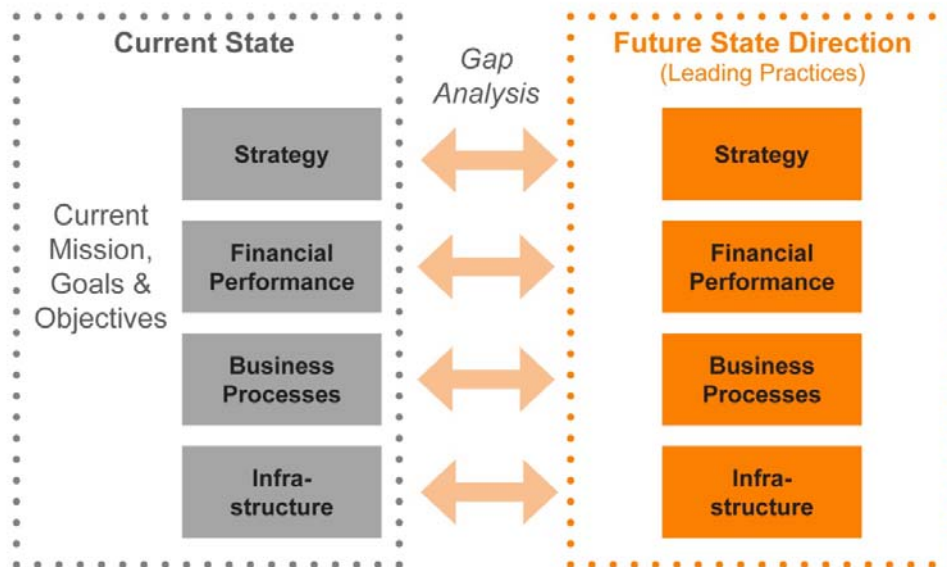 Current State
Current
Mission,
Goals &
Objectives
Strategy
Financial
Performance
Business
Processes
Infra-
structure
Gap
Analysis
Future State Direction
(Leading Practices)
Strategy
Financial
Performance
Business
Processes
Infra-
structure